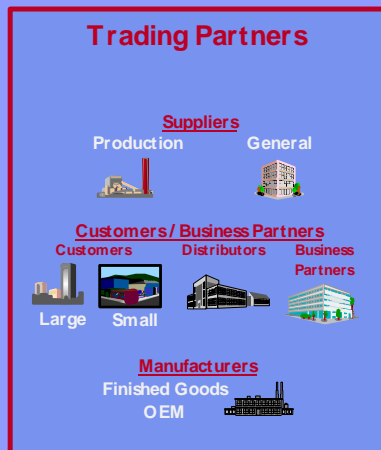 Trading Partners
Suppliers
Production General
Customers / Business Partners
Customers Distributors Business
Partners
Large Small
Manufacturers
Finished Goods
OEM